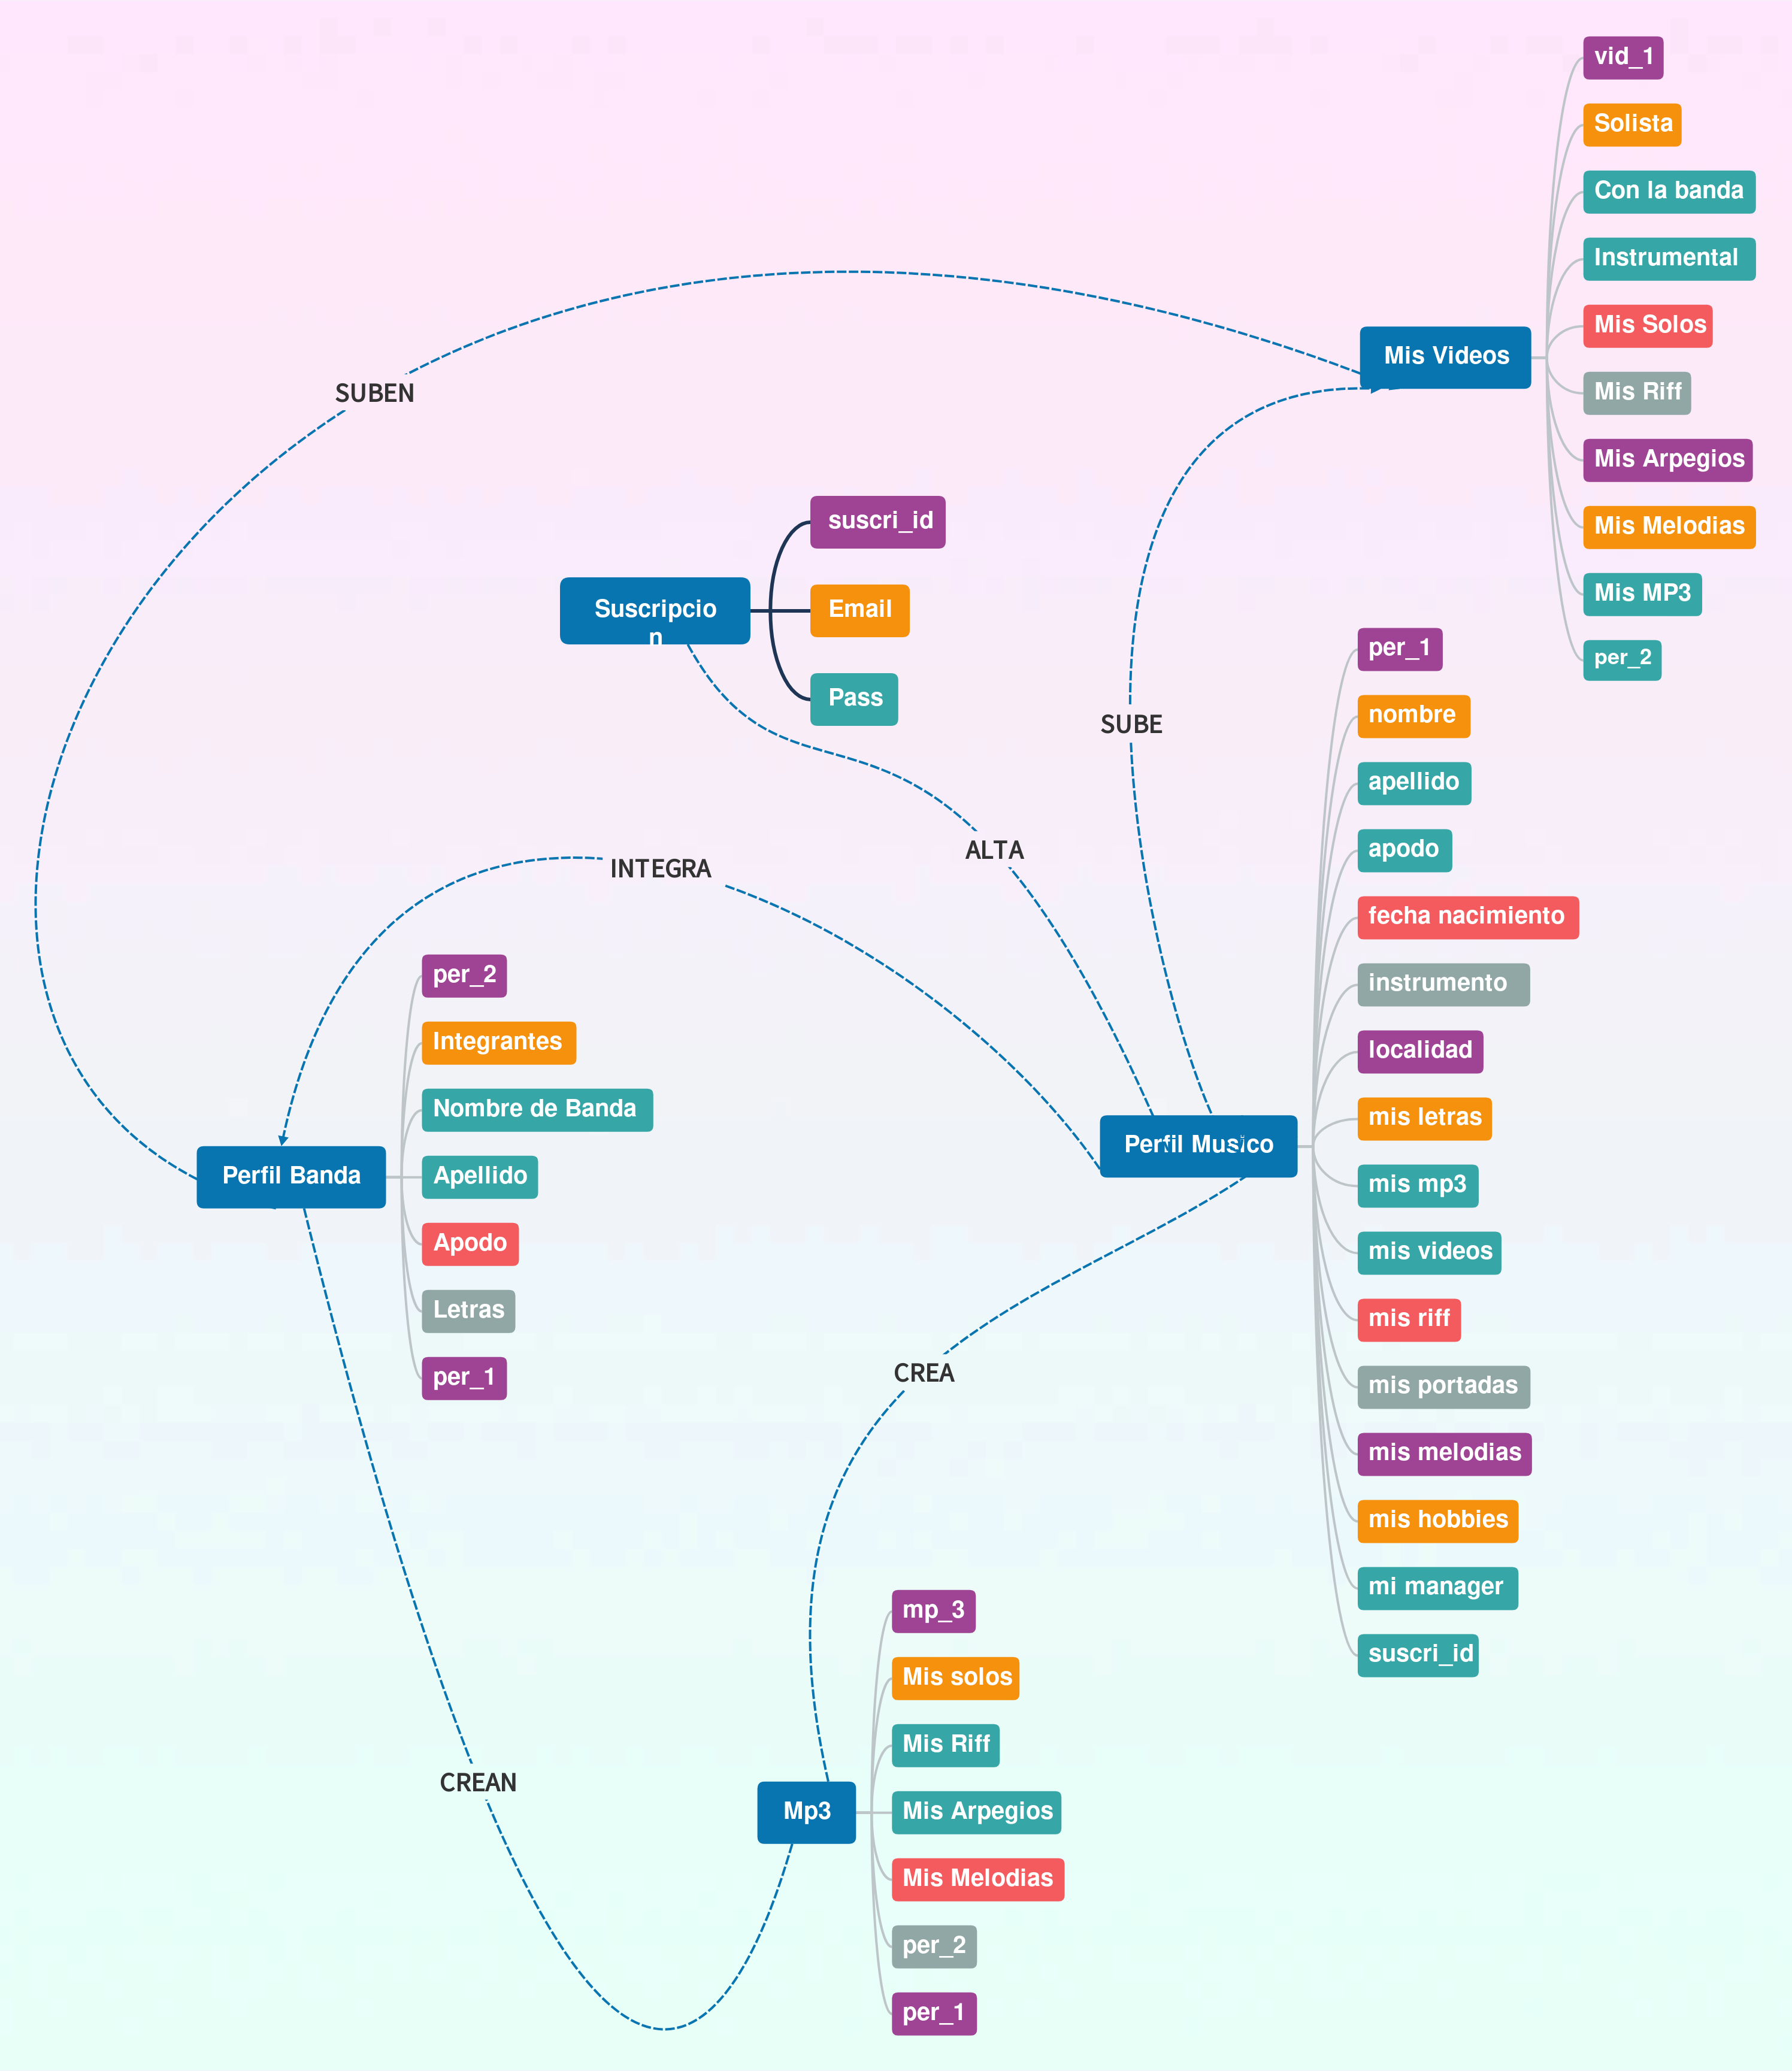 vid_1
Solista
Con la banda
Instrumental
Mis Solos
Mis Riff
Mis Arpegios
Mis Melodias
Mis MP3
per_2
Mis Videos
SUBEN
suscri_id
Email
Pass
Suscripcio
n
SUBE
ALTA
INTEGRA
per_1
nombre
apellido
apodo
fecha nacimiento
instrumento
localidad
mis letras
mis mp3
mis videos
mis riff
mis portadas
mis melodias
mis hobbies
mi manager
suscri_id
Perfil Musico
per_2
Integrantes
Nombre de Banda
Apellido
Apodo
Letras
per_1
Perfil Banda
CREA
CREAN
mp_3
Mis solos
Mis Riff
Mis Arpegios
Mis Melodias
per_2
per_1
Mp3